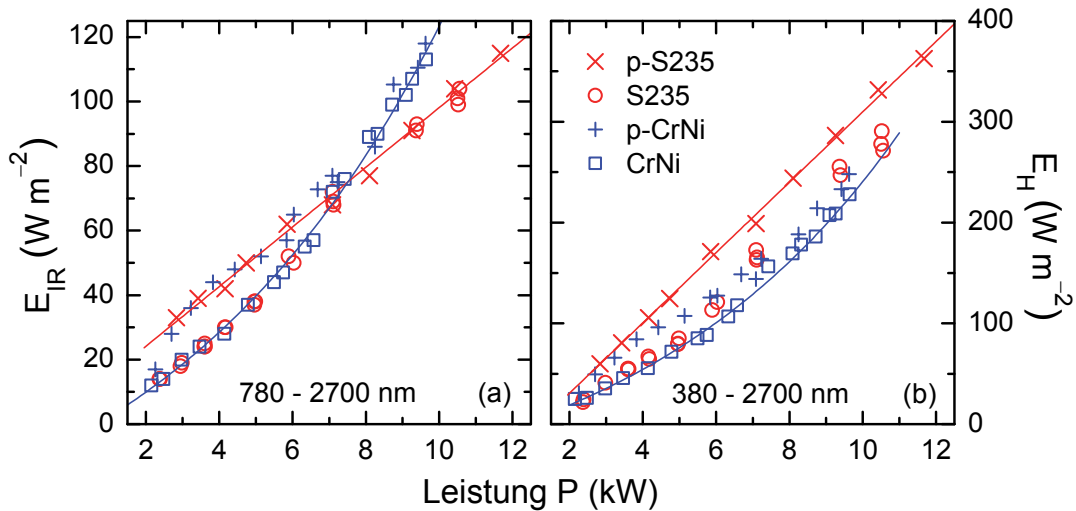 120
100
80
60
40
20
0
E_IR (W m⁻²)
2 4 6 8 10 12
780 - 2700 nm (a)
p-S235
S235
p-CrNi
CrNi
380 - 2700 nm (b)
2 4 6 8 10 12
400
300
200
100
0
E_H (W m⁻²)
Leistung P (kW)